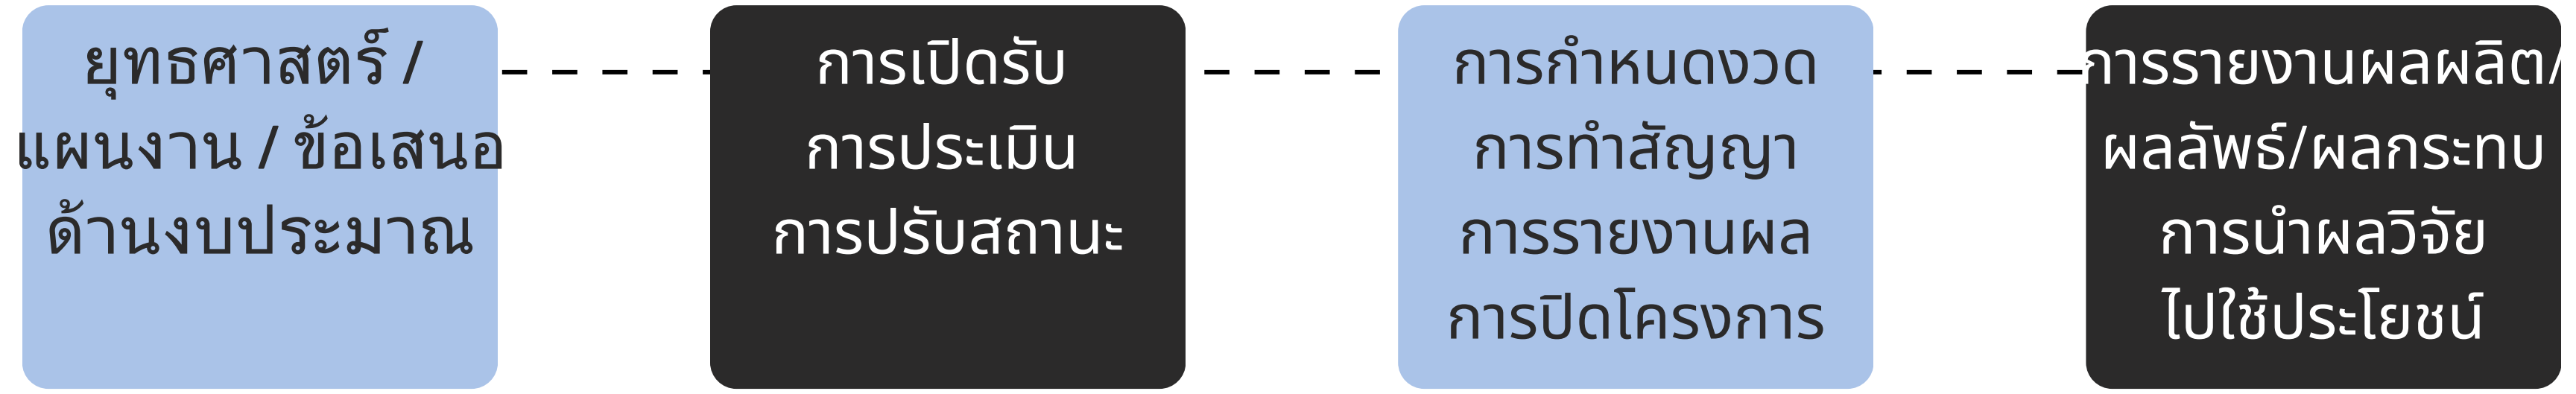 ยุทธศาสตร์ /
แผนงาน / ข้อเสนอ
ด้านงบประมาณ
การเปิดรับ
การประเมิน
การปรับสถานะ
การกำหนดงวด
การทำสัญญา
การรายงานผล
การปิดโครงการ
การรายงานผลผลิต/
ผลลัพธ์/ผลกระทบ
การนำผลวิจัย
ไปใช้ประโยชน์